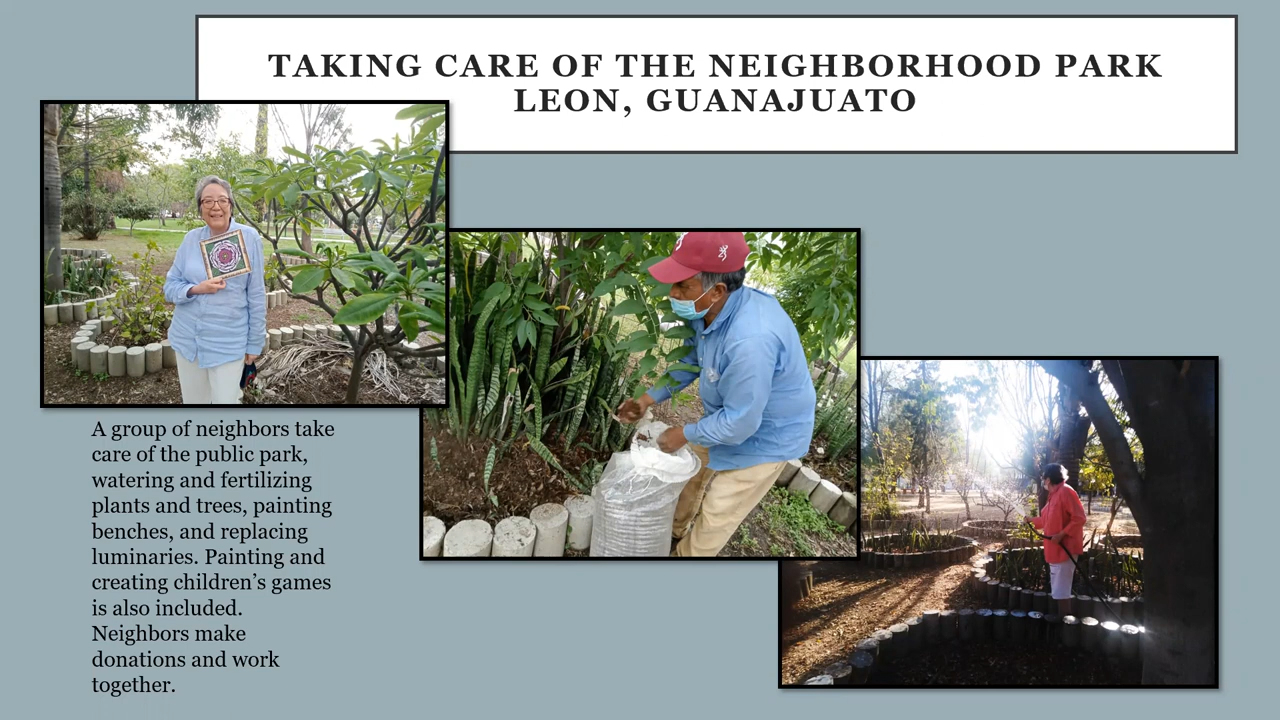 TAKING CARE OF THE NEIGHBORHOOD PARK
LEON, GUANAJUATO
A group of neighbors take
care of the public park,
watering and fertilizing
plants and trees, painting
benches, and replacing
luminaries. Painting and
creating children’s games
is also included.
Neighbors make
donations and work
together.